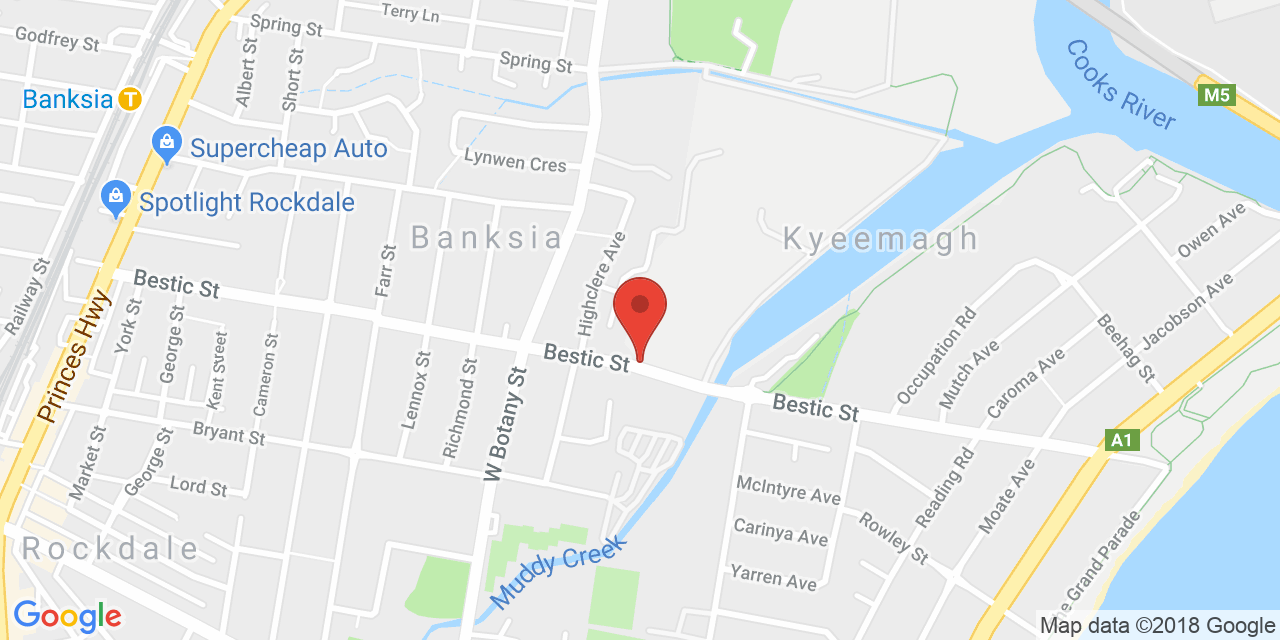 Terry Ln
Spring St
Godfrey St
Spring St
Cooks River
Albert St
Short St
M5
Banksia
T
Supercheap Auto
Lynwen Cres
Spotlight Rockdale
Banksia
Kyeemagh
Owen Ave
Highclere Ave
Farr St
Railway St
Bestic St
Jacobson Ave
Princes Hwy
York St
George St
Kent Street
Cameron St
Beehag St
Occupation Rd
Mutch Ave
Caroma Ave
Bestic St
Lennox St
Richmond St
W Botany St
Bestic St
A1
Bryant St
Market St
George St
Lord St
McIntyre Ave
Reading Rd
Moate Ave
Carinya Ave
Rowley St
Rockdale
Muddy Creek
Yarren Ave
The Grand Parade
Google
Map data ©2018 Google